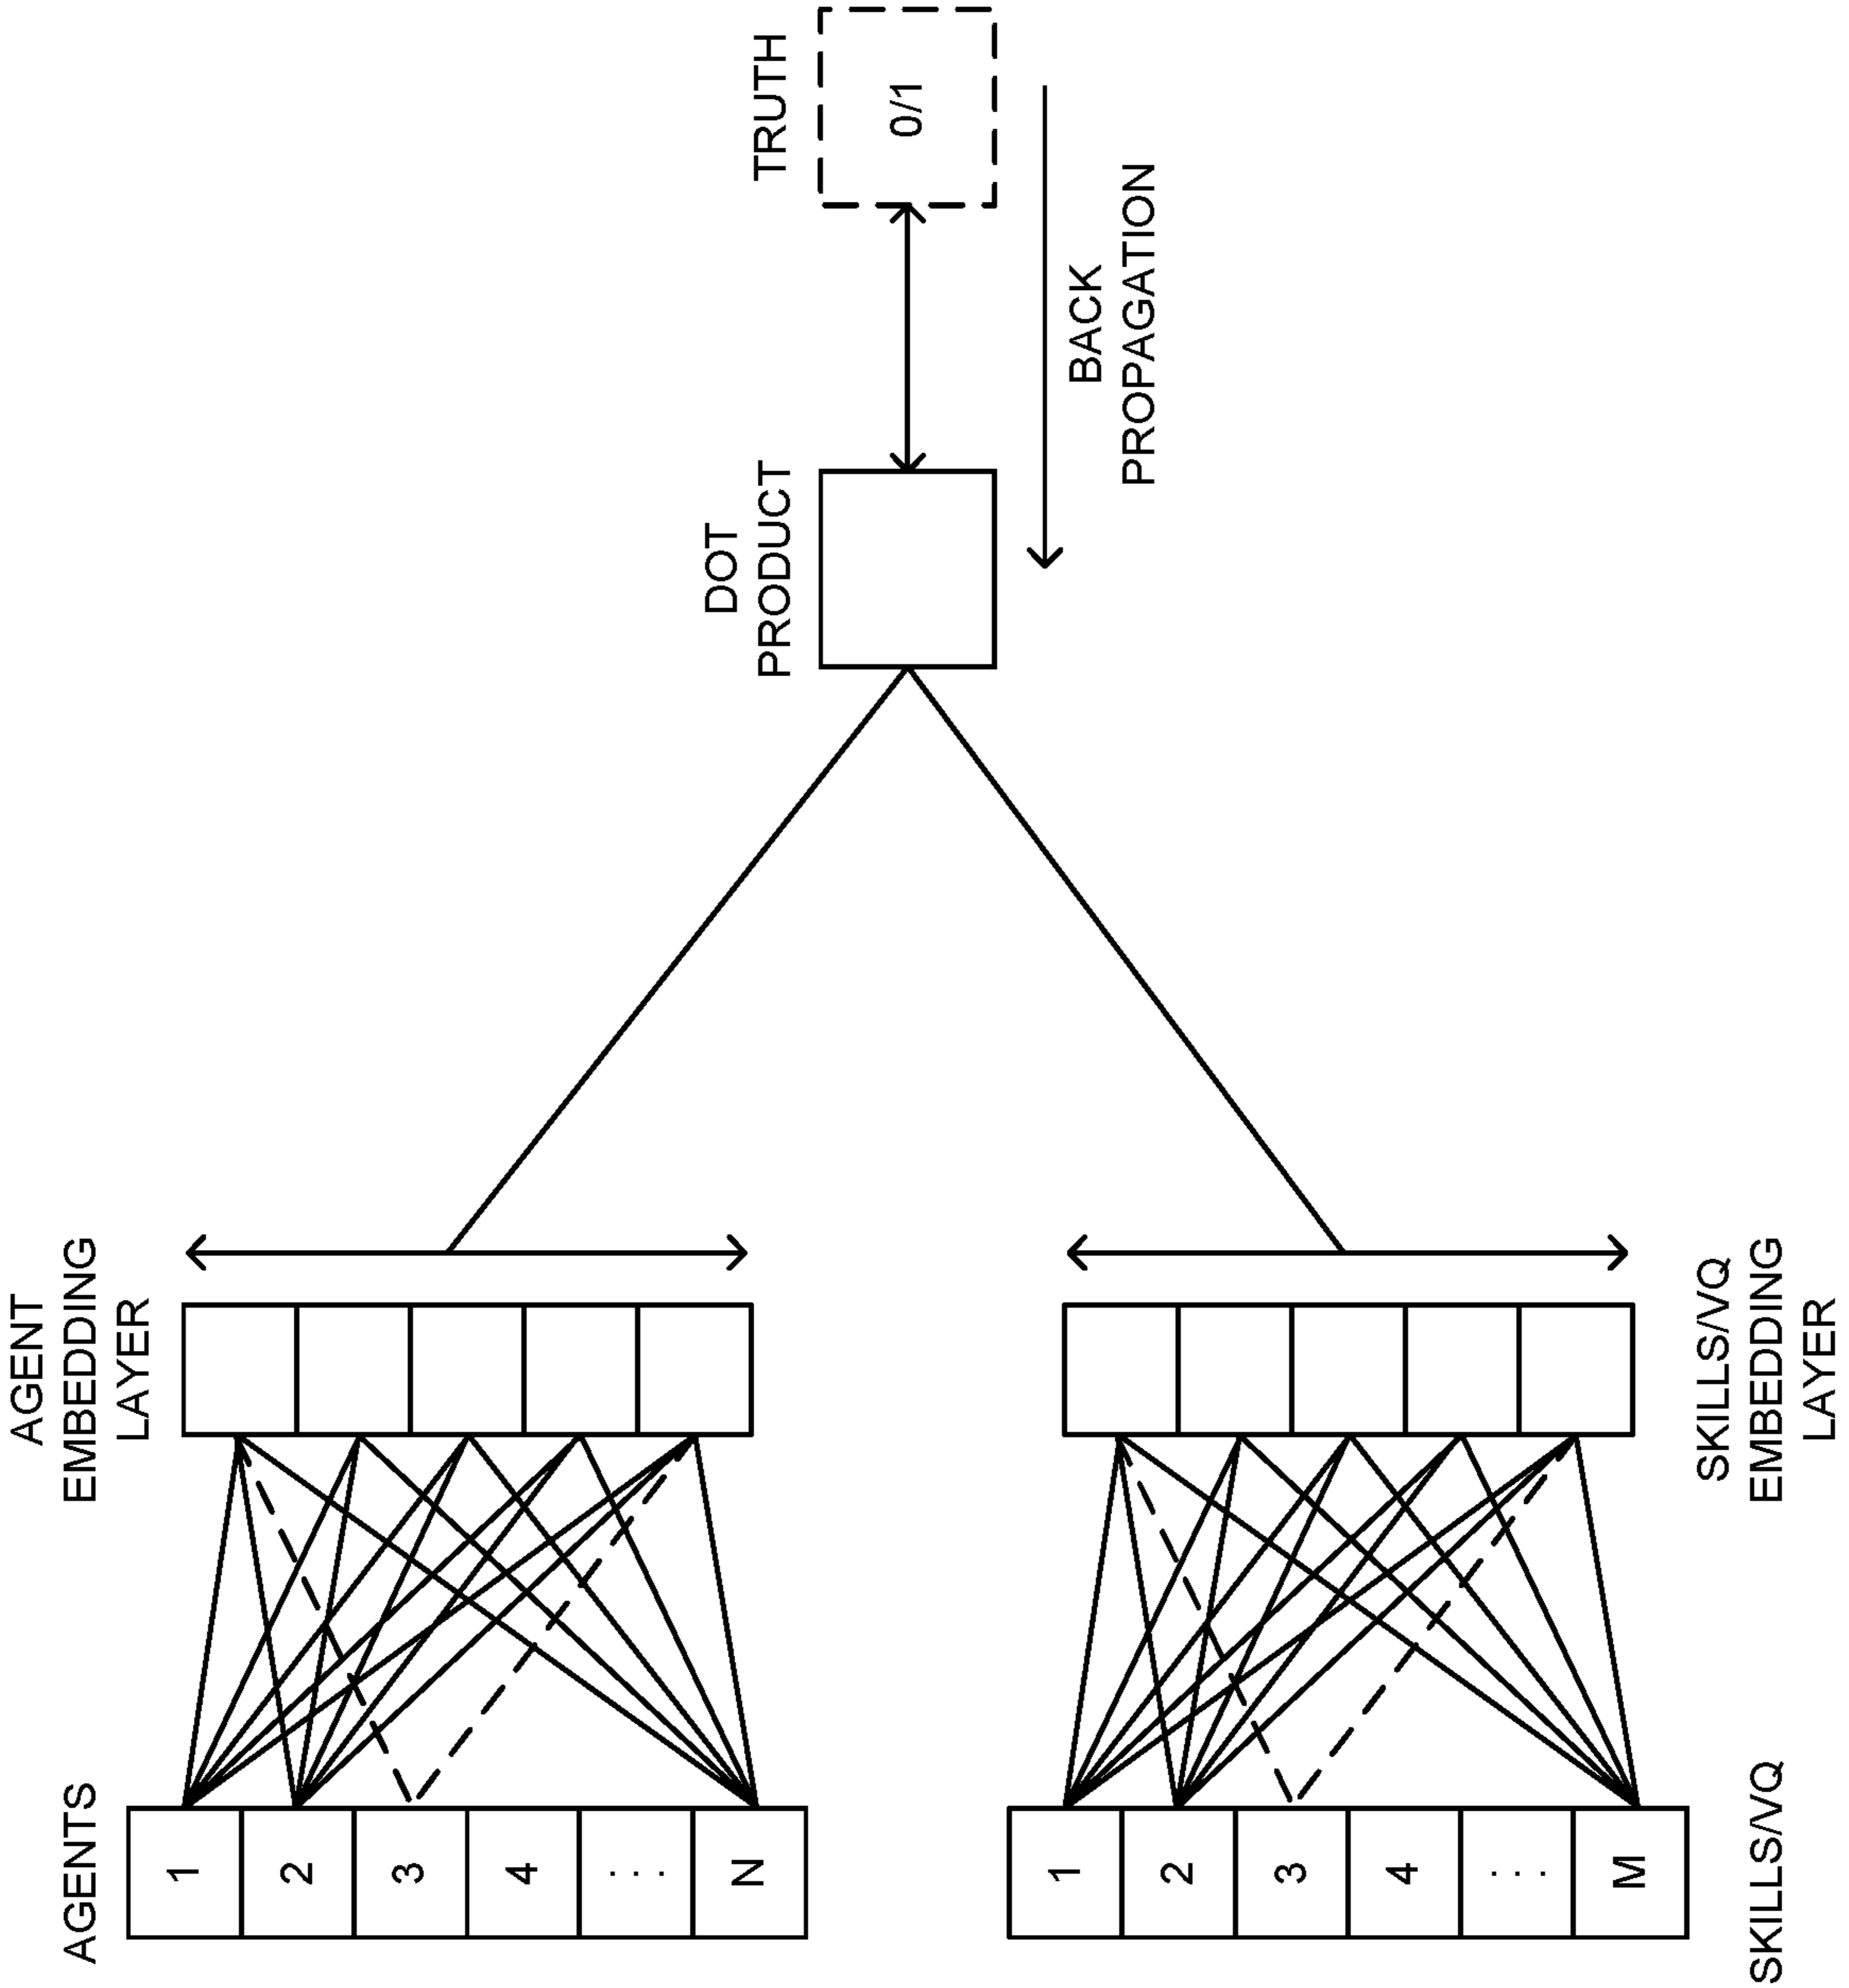 AGENTS
1
2
3
4
...
N
AGENT
EMBEDDING
LAYER
SKILLS/VQ
1
2
3
4
...
M
SKILLS/VQ
EMBEDDING
LAYER
DOT
PRODUCT
TRUTH
0/1
BACK
PROPAGATION